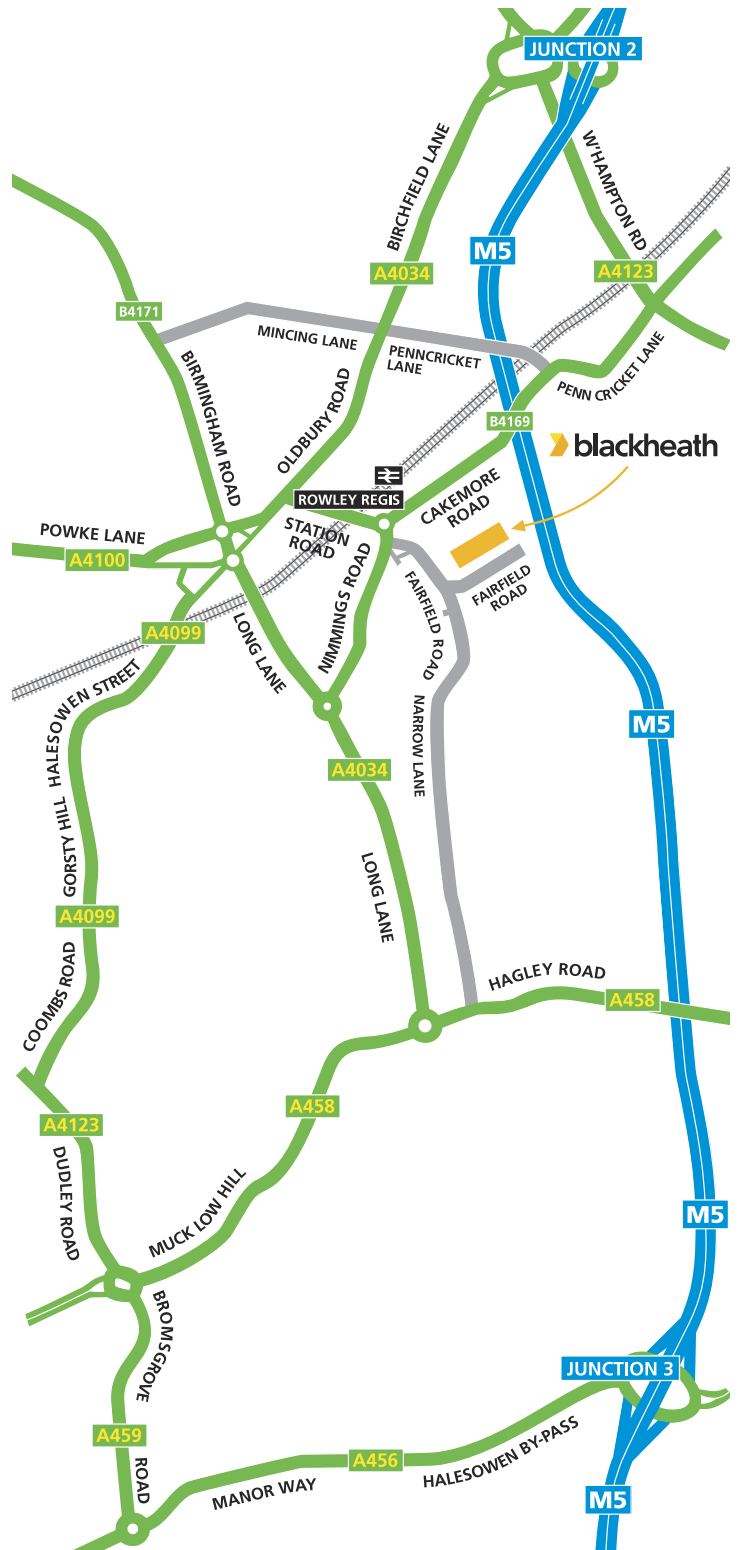 JUNCTION 2
BIRCHFIELD LANE
W'HAMPTON RD
M5
A4034
A4123
B4171
MINCING LANE
PENNCRICKET
LANE
PENN CRICKET LANE
BIRMINGHAM ROAD
OLDBURY ROAD
B4169
blackheath
ROWLEY REGIS
CAKEMORE
ROAD
STATION
ROAD
POWKE LANE
A4100
NIMMINGS ROAD
FAIRFIELD ROAD
FAIRFIELD
ROAD
A4099
LONG LANE
HALESOWEN STREET
NARROW LANE
M5
A4034
GORSTY HILL
LONG LANE
A4099
COOMBS ROAD
HAGLEY ROAD
A458
A458
A4123
DUDLEY ROAD
MUCK LOW HILL
M5
BROMSGROVE
JUNCTION 3
A459
ROAD
A456
HALESOWEN BY-PASS
MANOR WAY
M5